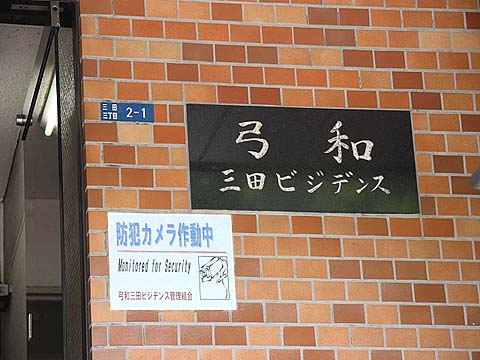 三田
三丁目
2-1
弓和
三田ビジデンス
防犯カメラ作動中
Monitored for Security
弓和三田ビジデンス管理組合